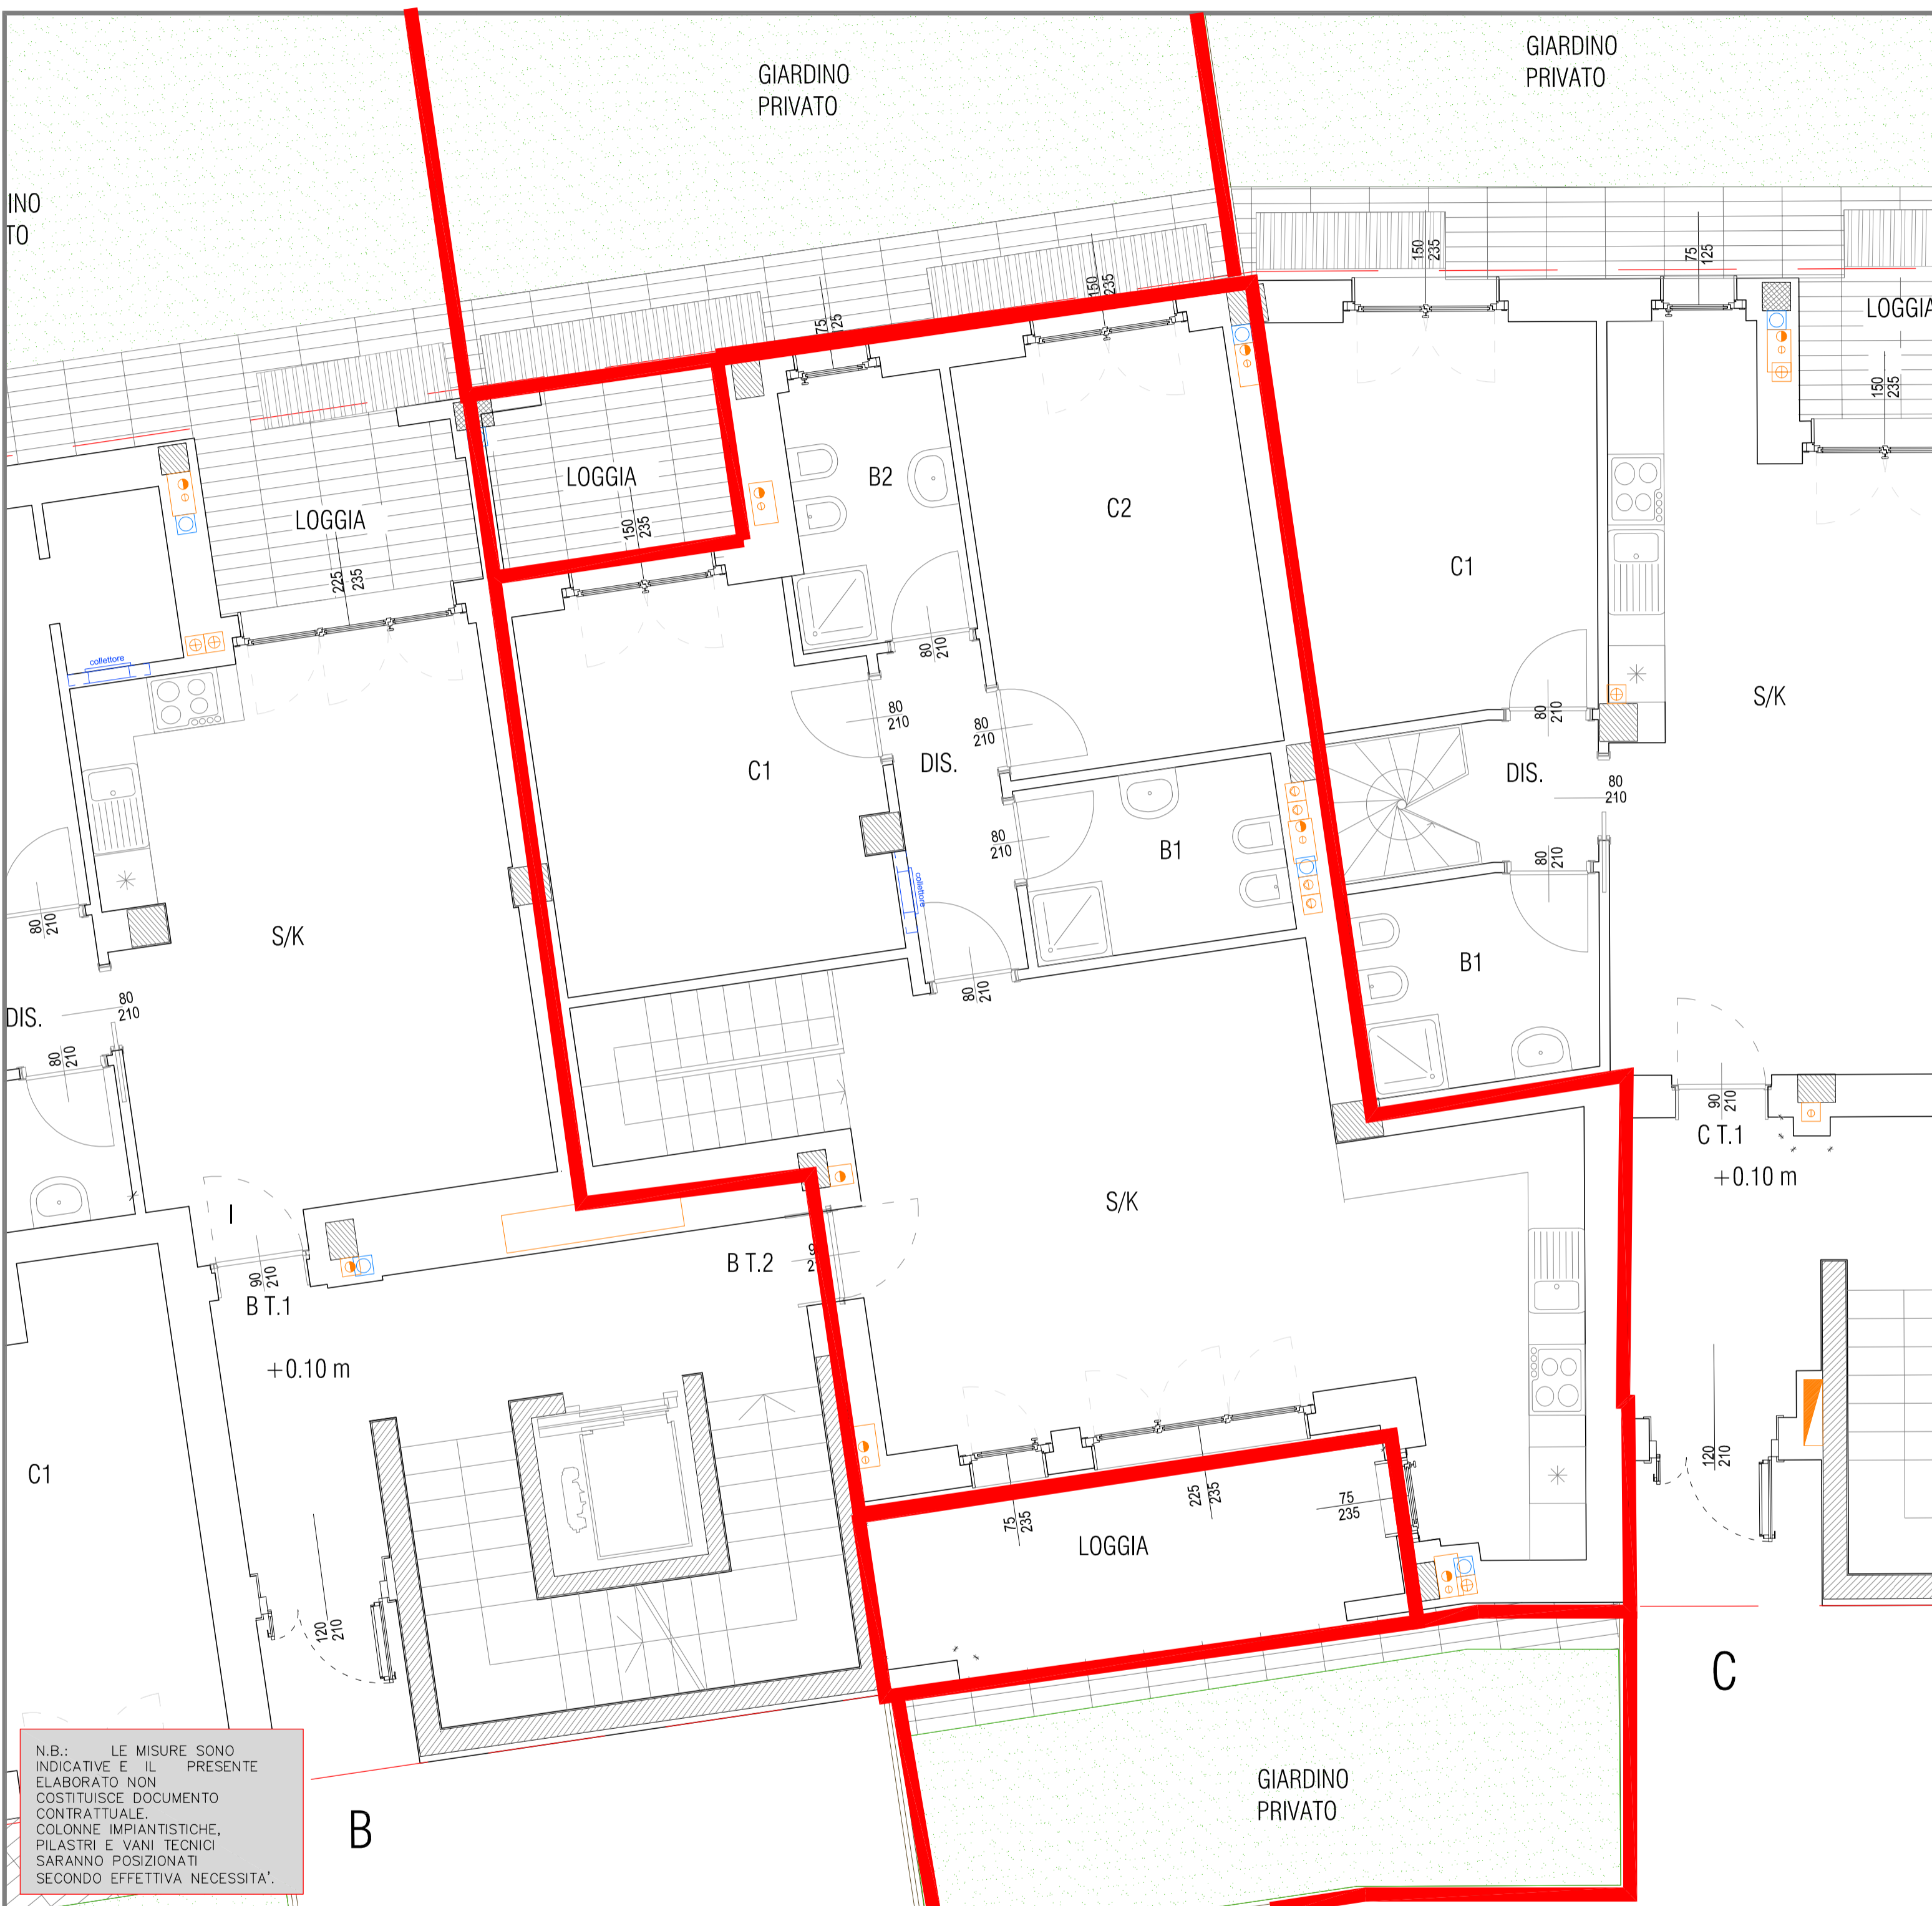 GIARDINO
PRIVATO
GIARDINO
PRIVATO
INO
TO
150
235
75
125
75
150
235
LOGGIA
150
235
LOGGIA
B2
C2
LOGGIA
150
235
225
235
C1
80
210
collettore
80
210
80
210
C1
DIS.
80
210
DIS.
80
210
S/K
80
210
B1
80
210
collettore
80
210
S/K
B1
80
210
80
210
DIS.
80
210
90
210
C T.1
+0.10 m
I
S/K
B T.2
90
210
B T.1
+0.10 m
C1
120
210
75
235
225
235
75
235
LOGGIA
120
210
C
GIARDINO
PRIVATO
B
N.B.: LE MISURE SONO
INDICATIVE E IL PRESENTE
ELABORATO NON
COSTITUISCE DOCUMENTO
CONTRATTUALE.
COLONNE IMPIANTISTICHE,
PILASTRI E VANI TECNICI
SARANNO POSIZIONATI
SECONDO EFFETTIVA NECESSITA'.